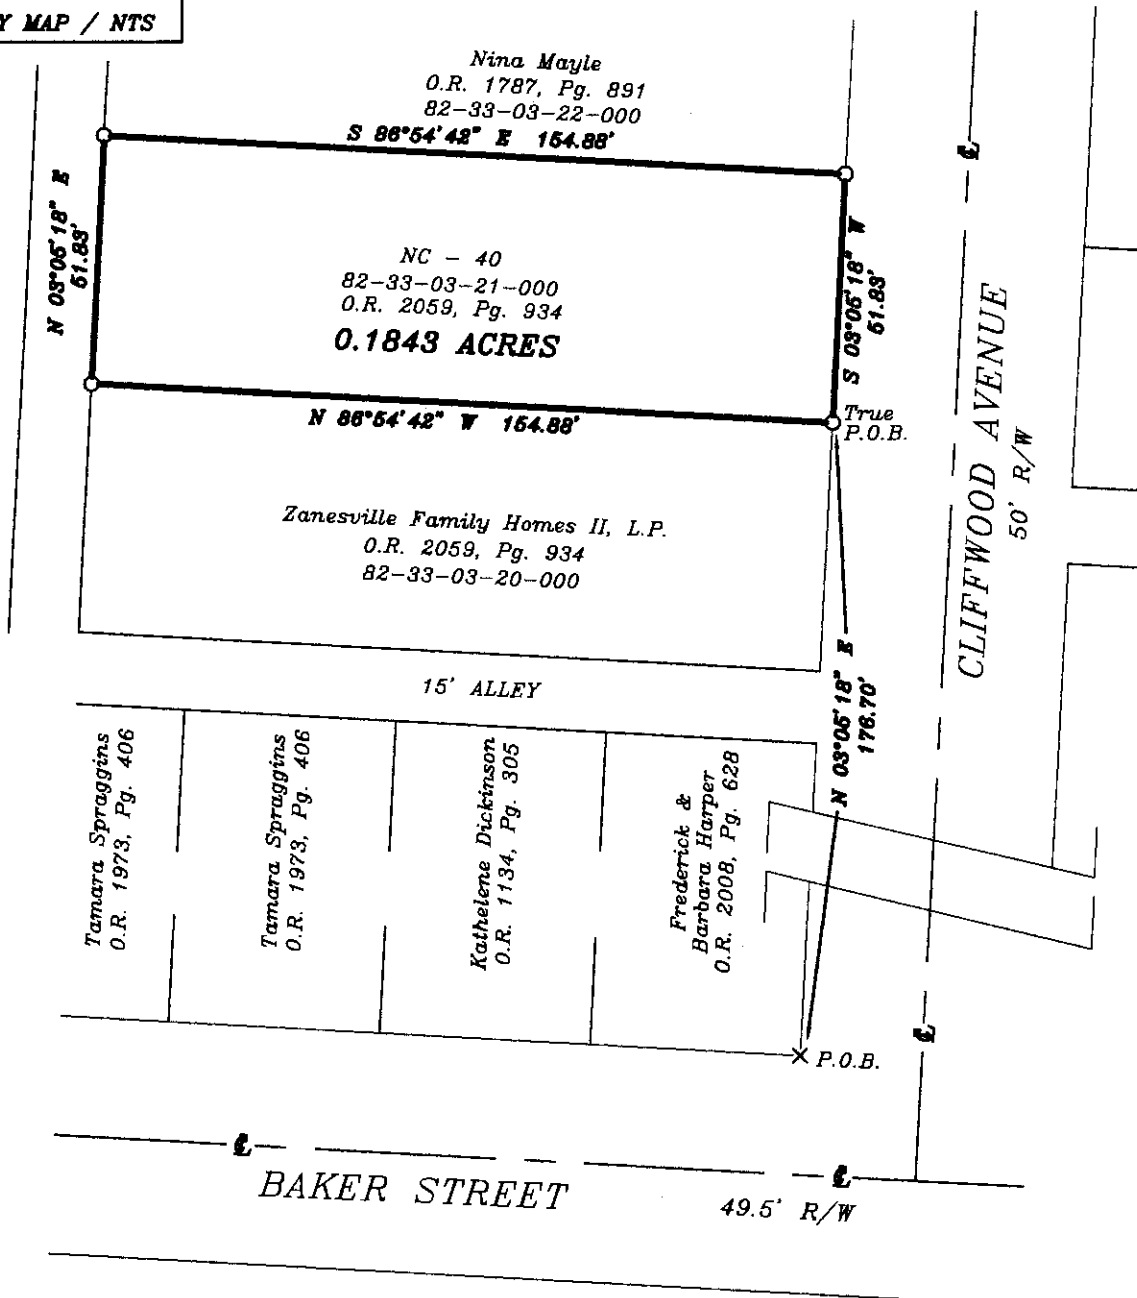 Y MAP / NTS
Nina Mayle
O.R. 1787, Pg. 891
82-33-03-22-000
S 86°54'42" E 154.88'
N 03°05'18" E
51.83'
NC - 40
82-33-03-21-000
O.R. 2059, Pg. 934
0.1843 ACRES
S 03°05'18" W
51.83'
N 86°54'42" W 154.88'
True
P.O.B.
CLIFFWOOD AVENUE
50' R/W
Zanesville Family Homes II, L.P.
O.R. 2059, Pg. 934
82-33-03-20-000
15' ALLEY
N 03°05'18" E
176.70'
Tamara Spraggins
O.R. 1973, Pg. 406
Tamara Spraggins
O.R. 1973, Pg. 406
Kathelene Dickinson
O.R. 1134, Pg. 305
Frederick &
Barbara Harper
O.R. 2008, Pg. 628
P.O.B.
BAKER STREET
49.5' R/W